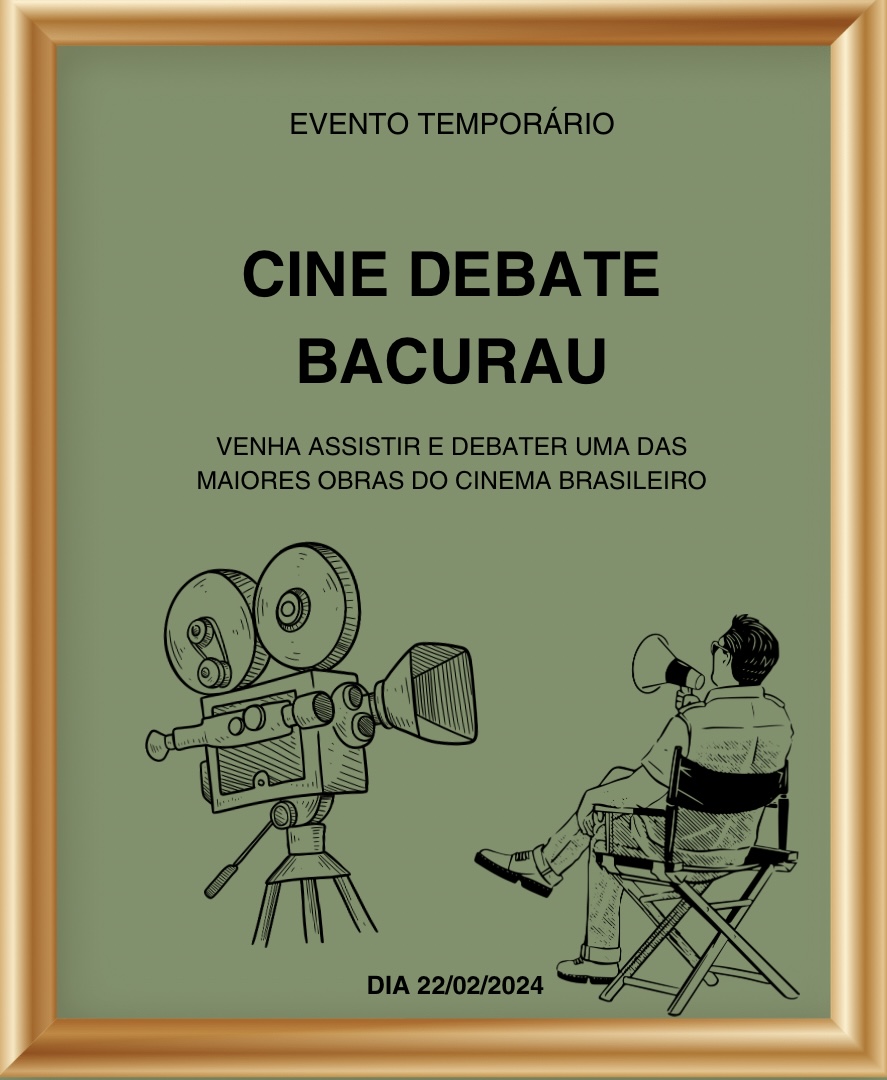 EVENTO TEMPORÁRIO
CINE DEBATE
BACURAU
VENHA ASSISTIR E DEBATER UMA DAS
MAIORES OBRAS DO CINEMA BRASILEIRO
DIA 22/02/2024